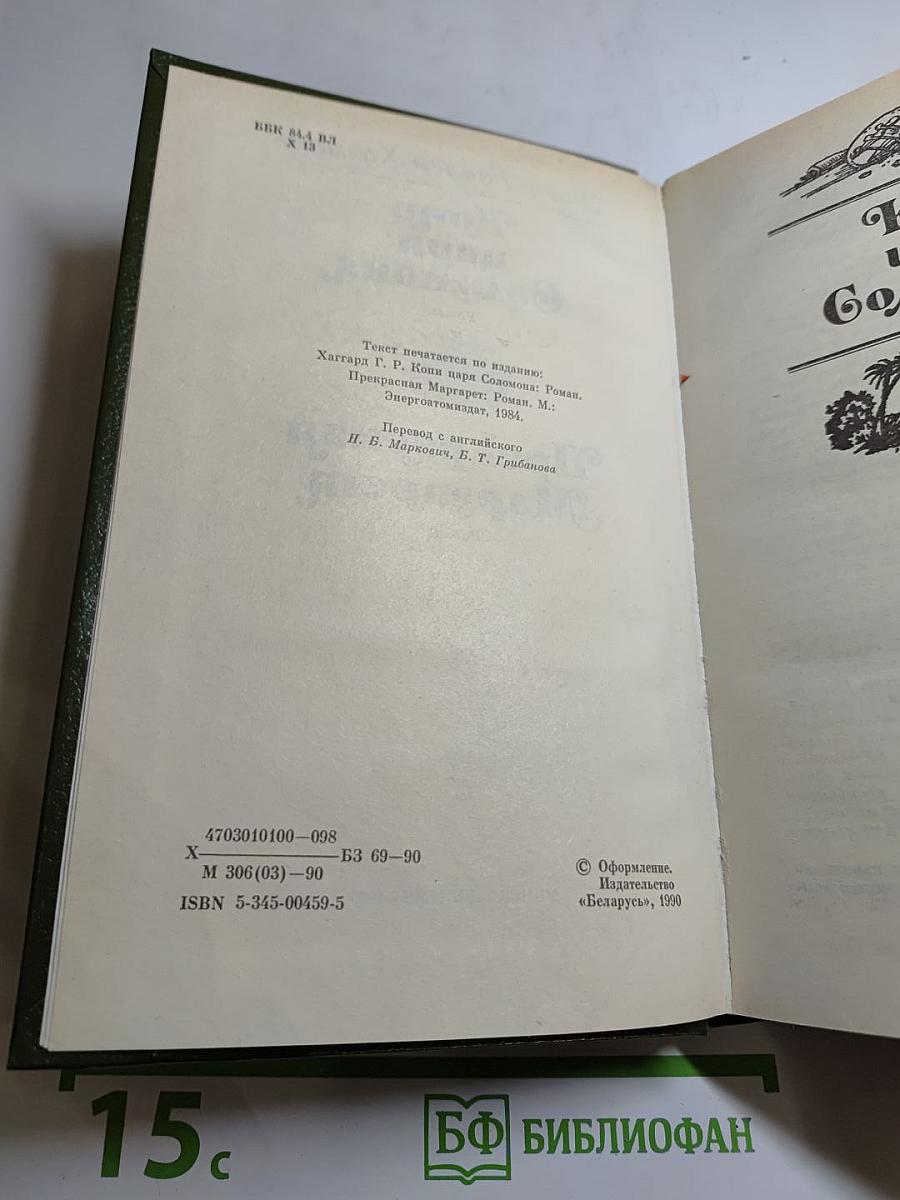 ББК 84.4 ВЛ
Х 13
Текст печатается по изданию:
Хаггард Г. Р. Копи царя Соломона: Роман.
Прекрасная Маргарет: Роман. М.:
Энергоатомиздат, 1984.
Перевод с английского
Н. Б. Маркович, Б. Т. Грибанова
4703010100—098
Х———БЗ 69—90
М 306(03)—90
ISBN 5-345-00459-5
© Оформление.
Издательство
«Беларусь», 1990
К
ц
Сол
15 с
БФ БИБЛИОФАН